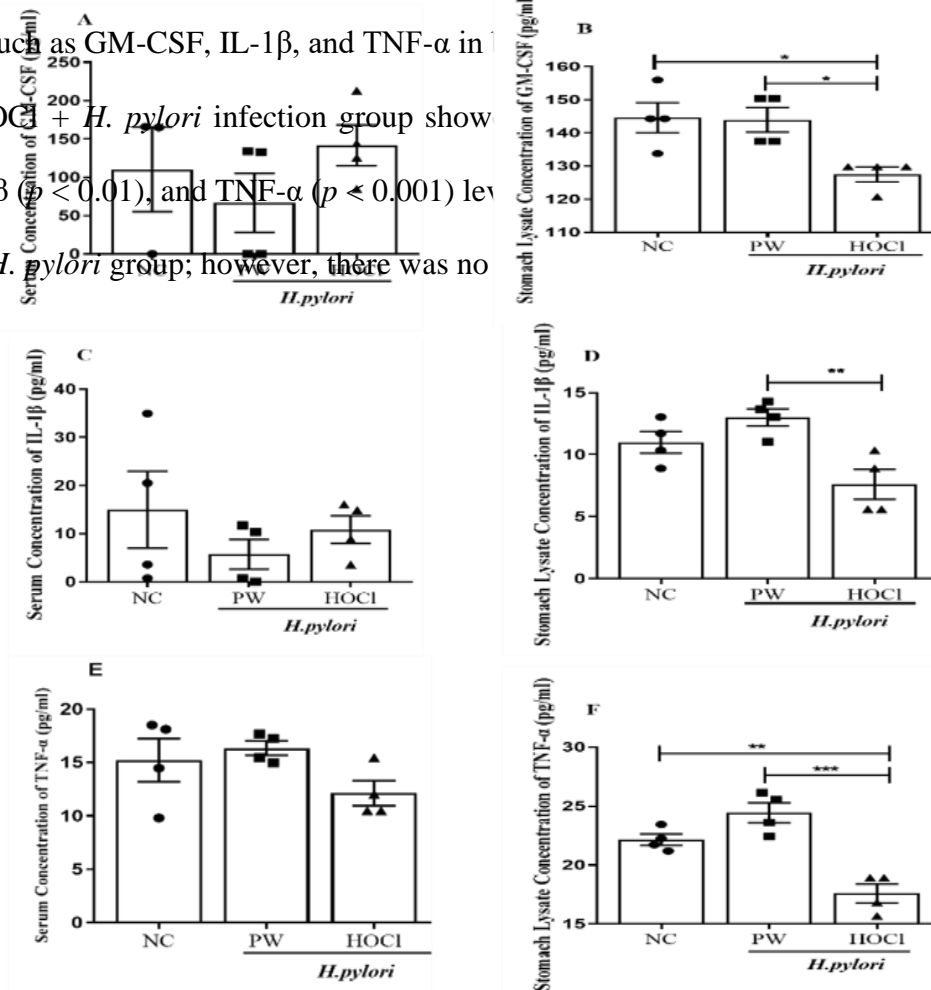 uch as GM-CSF, IL-1β, and TNF-α in
OCl + H. pylori infection group showe
β (p < 0.01), and TNF-α (p < 0.001) lev
H. pylori group; however, there was no
A
Serum Concentration of GM-CSF (pg/ml)
250
200
150
100
50
0
NC PW HOCl
H.pylori
B
Stomach Lysate Concentration of GM-CSF (pg/ml)
160
150
140
130
120
110
*
*
NC PW HOCl
H.pylori
C
Serum Concentration of IL-1β (pg/ml)
40
30
20
10
0
NC PW HOCl
H.pylori
D
Stomach Lysate Concentration of IL-1β (pg/ml)
15
10
5
0
**
NC PW HOCl
H.pylori
E
Serum Concentration of TNF-α (pg/ml)
20
15
10
5
0
NC PW HOCl
H.pylori
F
Stomach Lysate Concentration of TNF-α (pg/ml)
30
25
20
15
**
***
NC PW HOCl
H.pylori